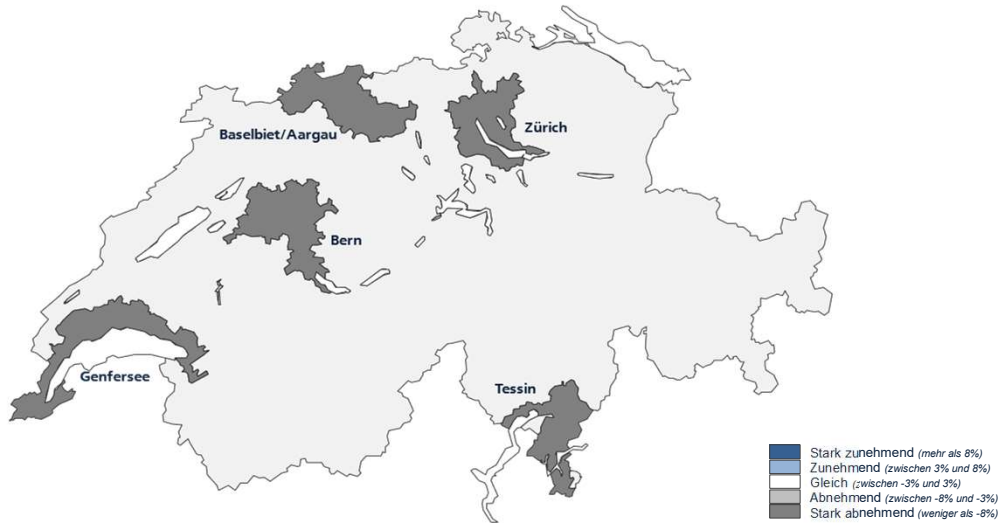 Zürich
Baselbiet/Aargau
Bern
Genfersee
Tessin
Stark zunehmend (mehr als 8%)
Zunehmend (zwischen 3% und 8%)
Gleich (zwischen -3% und 3%)
Abnehmend (zwischen -8% und -3%)
Stark abnehmend (weniger als -8%)